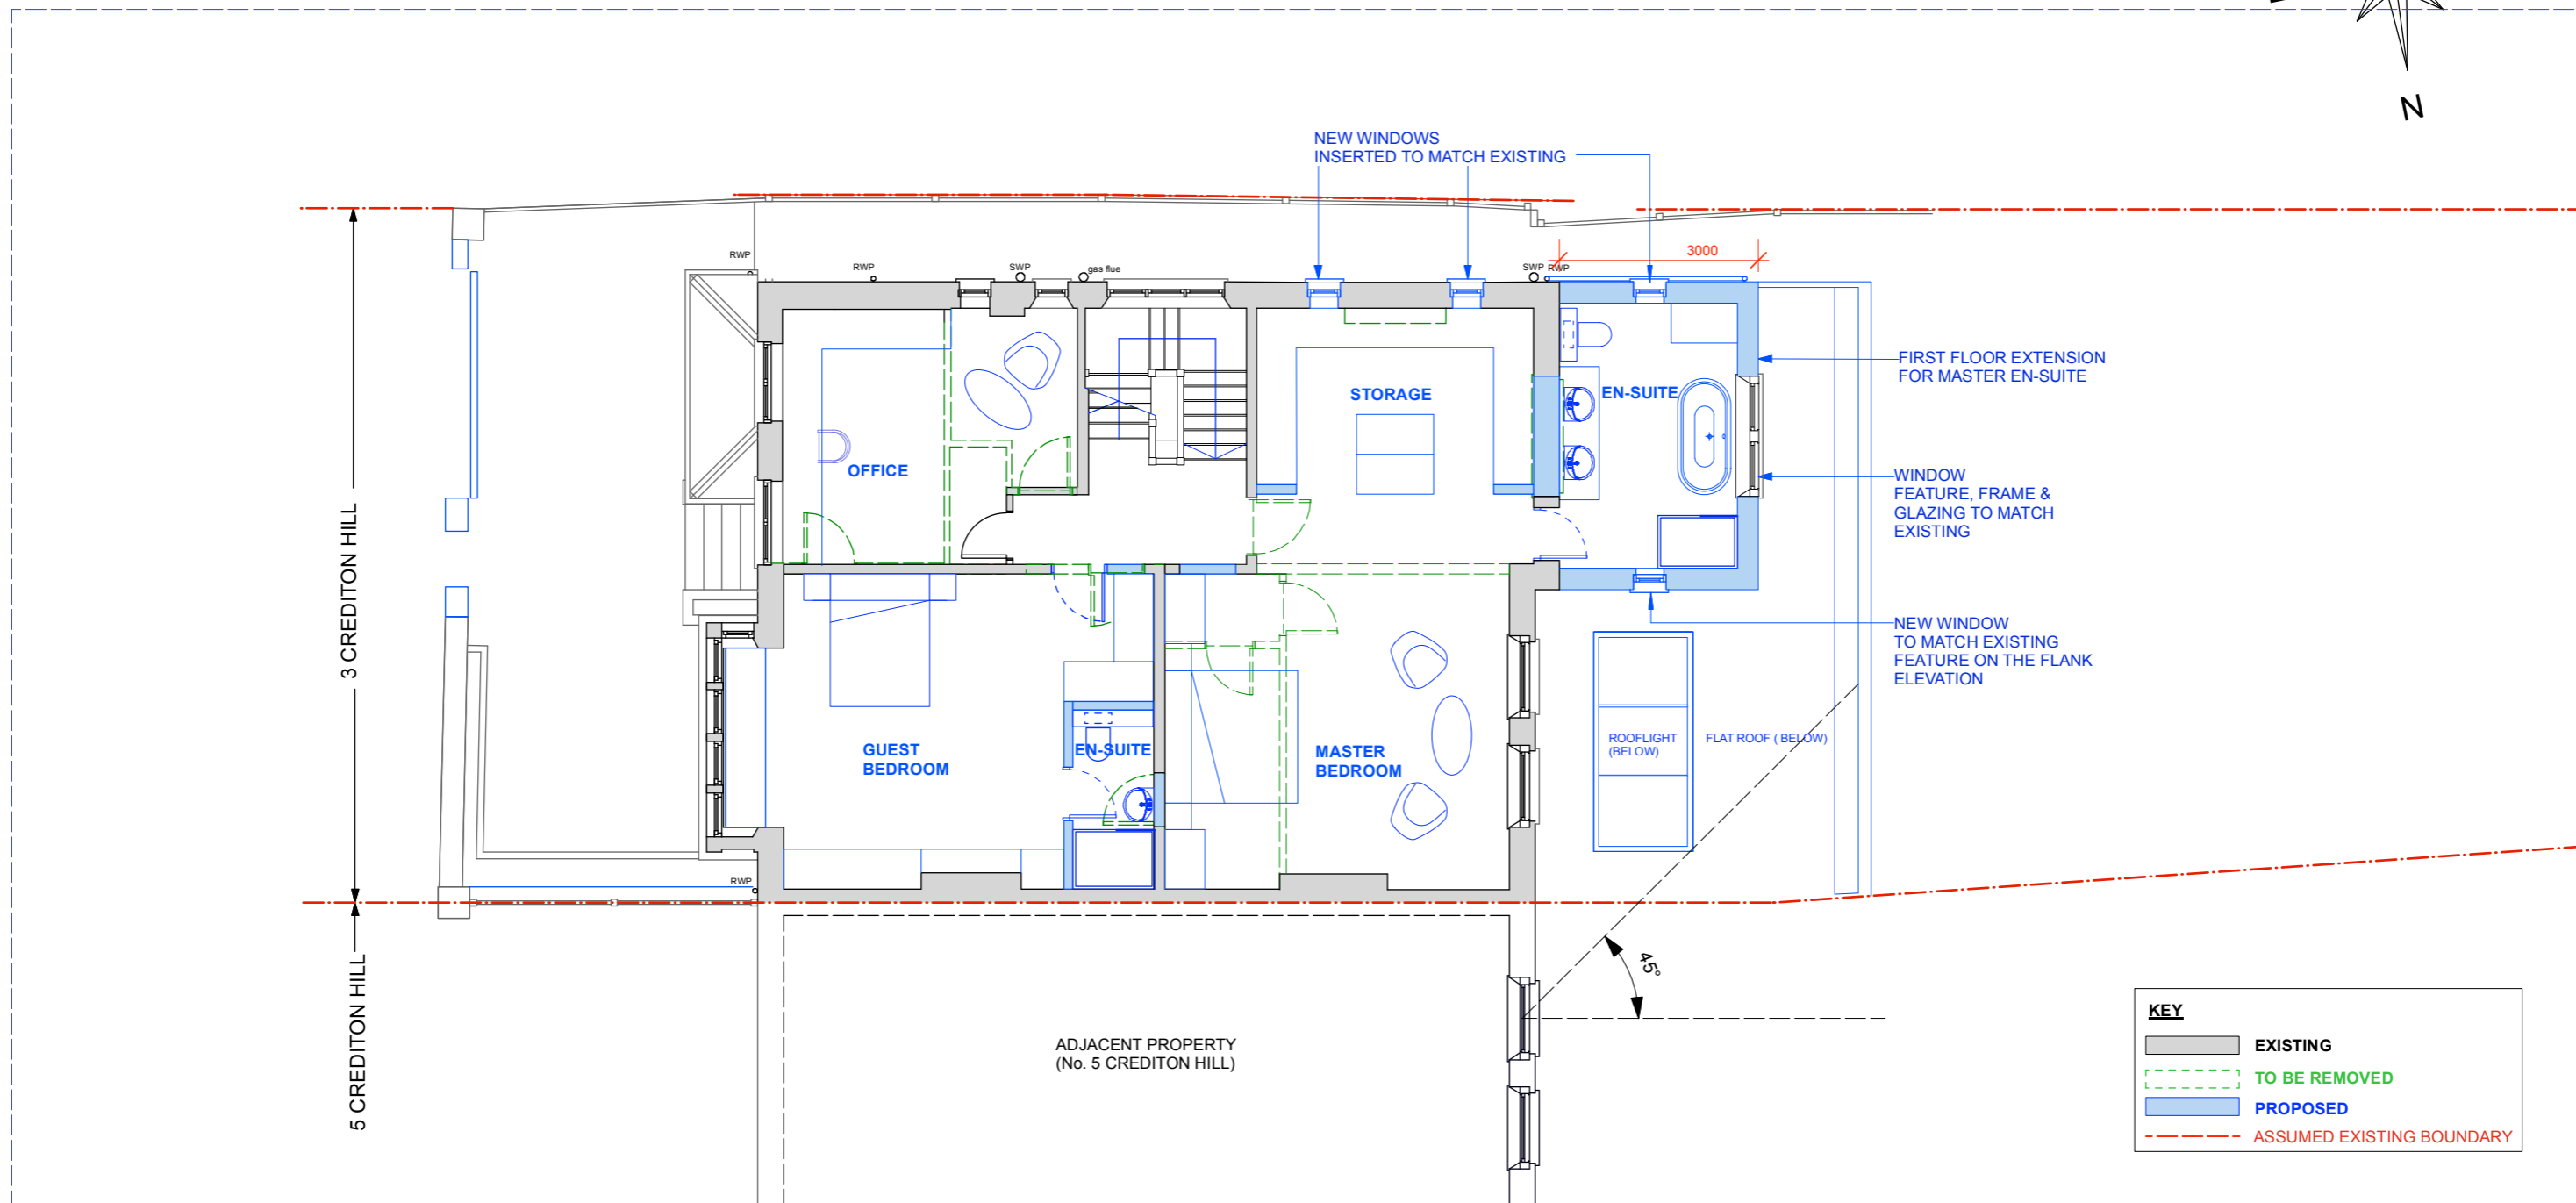 N
NEW WINDOWS
INSERTED TO MATCH EXISTING
3000
RWP
RWP
SWP
gas flue
SWP
RWP
FIRST FLOOR EXTENSION
FOR MASTER EN-SUITE
STORAGE
EN-SUITE
OFFICE
WINDOW
FEATURE, FRAME &
GLAZING TO MATCH
EXISTING
3 CREDITON HILL
NEW WINDOW
TO MATCH EXISTING
FEATURE ON THE FLANK
ELEVATION
GUEST
BEDROOM
EN-SUITE
MASTER
BEDROOM
ROOFLIGHT
(BELOW)
FLAT ROOF ( BELOW)
RWP
5 CREDITON HILL
45°
ADJACENT PROPERTY
(No. 5 CREDITON HILL)
KEY
EXISTING
TO BE REMOVED
PROPOSED
ASSUMED EXISTING BOUNDARY